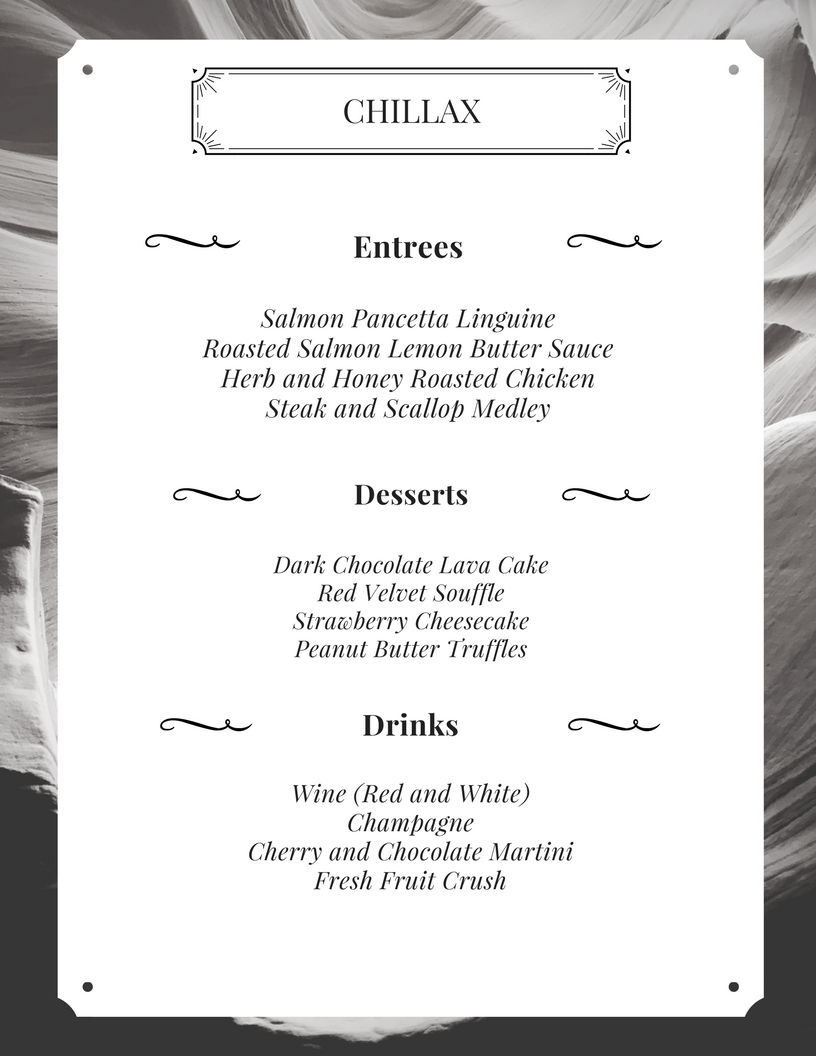 CHILLAX
Entrees
Salmon Pancetta Linguine
Roasted Salmon Lemon Butter Sauce
Herb and Honey Roasted Chicken
Steak and Scallop Medley
Desserts
Dark Chocolate Lava Cake
Red Velvet Souffle
Strawberry Cheesecake
Peanut Butter Truffles
Drinks
Wine (Red and White)
Champagne
Cherry and Chocolate Martini
Fresh Fruit Crush